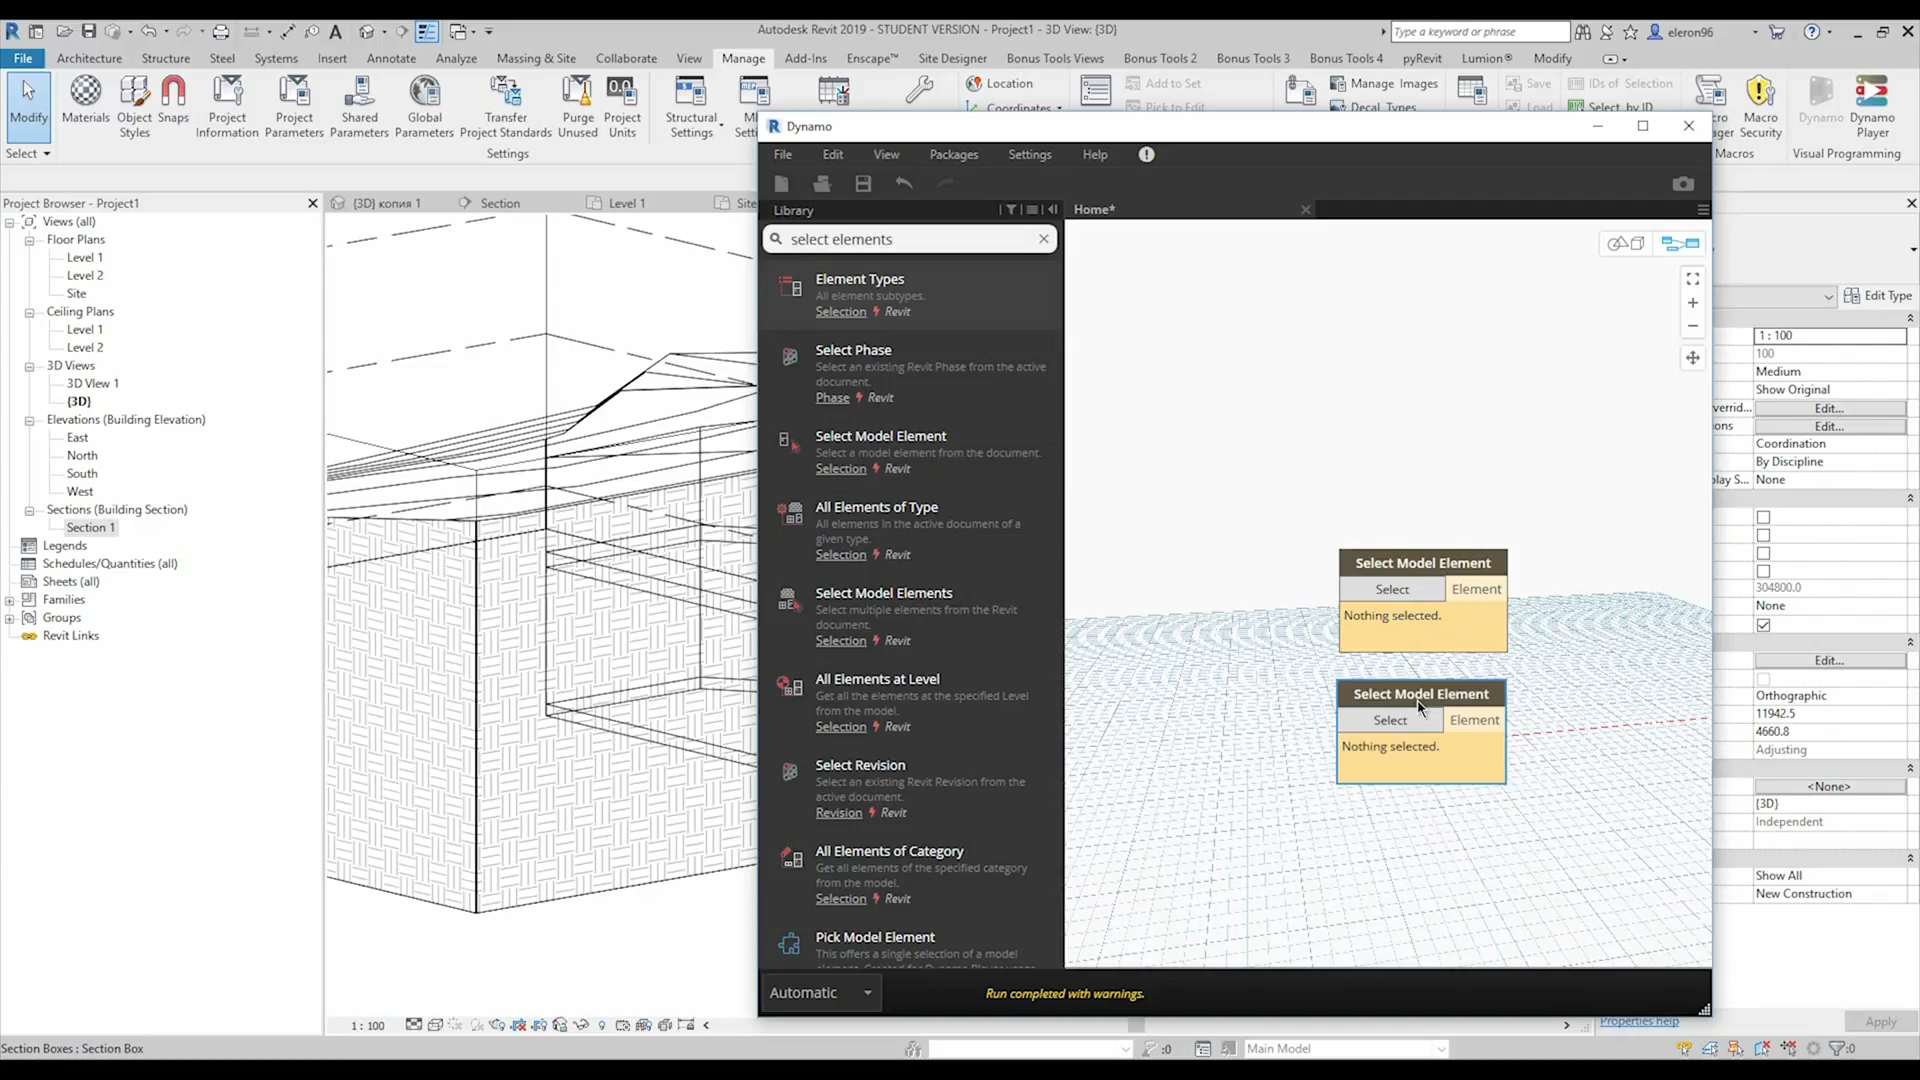 Autodesk Revit 2019 - STUDENT VERSION - Project1 - 3D View: {3D}
Type a keyword or phrase
eleron96
File
Architecture
Structure
Steel
Systems
Insert
Annotate
Analyze
Massing & Site
Collaborate
View
Manage
Add-Ins
Enscape™
Site Designer
Bonus Tools Views
Bonus Tools 2
Bonus Tools 3
Bonus Tools 4
pyRevit
Lumion®
Modify
Modify
Materials
Object Styles
Snaps
Project Information
Project Parameters
Shared Parameters
Global Parameters
Transfer Project Standards
Purge Unused
Project Units
Structural Settings
Location
Coordinates
Add to Set
Pick to Edit
Manage Images
Decal Types
Save
Load
IDs of Selection
Select by ID
Macro Security
Dynamo
Dynamo Player
Select
Settings
Macros
Visual Programming
Dynamo
File
Edit
View
Packages
Settings
Help
Library
Home*
select elements
Element Types
All element subtypes.
Selection Revit
Select Phase
Select an existing Revit Phase from the active
document.
Phase Revit
Select Model Element
Select a model element from the document.
Selection Revit
All Elements of Type
All elements in the active document of a
given type.
Selection Revit
Select Model Elements
Select multiple elements from the Revit
document.
Selection Revit
All Elements at Level
Get all the elements at the specified Level
from the model.
Selection Revit
Select Revision
Select an existing Revit Revision from the
active document.
Revision Revit
All Elements of Category
Get all elements of the specified category
from the model.
Selection Revit
Pick Model Element
This offers a single selection of a model
Automatic
Run completed with warnings.
Select Model Element
Select
Element
Nothing selected.
Select Model Element
Select
Element
Nothing selected.
Project Browser - Project1
Views (all)
Floor Plans
Level 1
Level 2
Site
Ceiling Plans
Level 1
Level 2
3D Views
3D VIew 1
{3D}
Elevations (Building Elevation)
East
North
South
West
Sections (Building Section)
Section 1
Legends
Schedules/Quantities (all)
Sheets (all)
Families
Groups
Revit Links
{3D} копия 1
Section
Level 1
Site
Edit Type
1 : 100
100
Medium
Show Original
Edit...
Edit...
Coordination
By Discipline
None
304800.0
None
Edit...
Orthographic
11942.5
4660.8
Adjusting
<None>
{3D}
Independent
Show All
New Construction
Properties help
Apply
1 : 100
Section Boxes : Section Box
:0
Main Model
:0